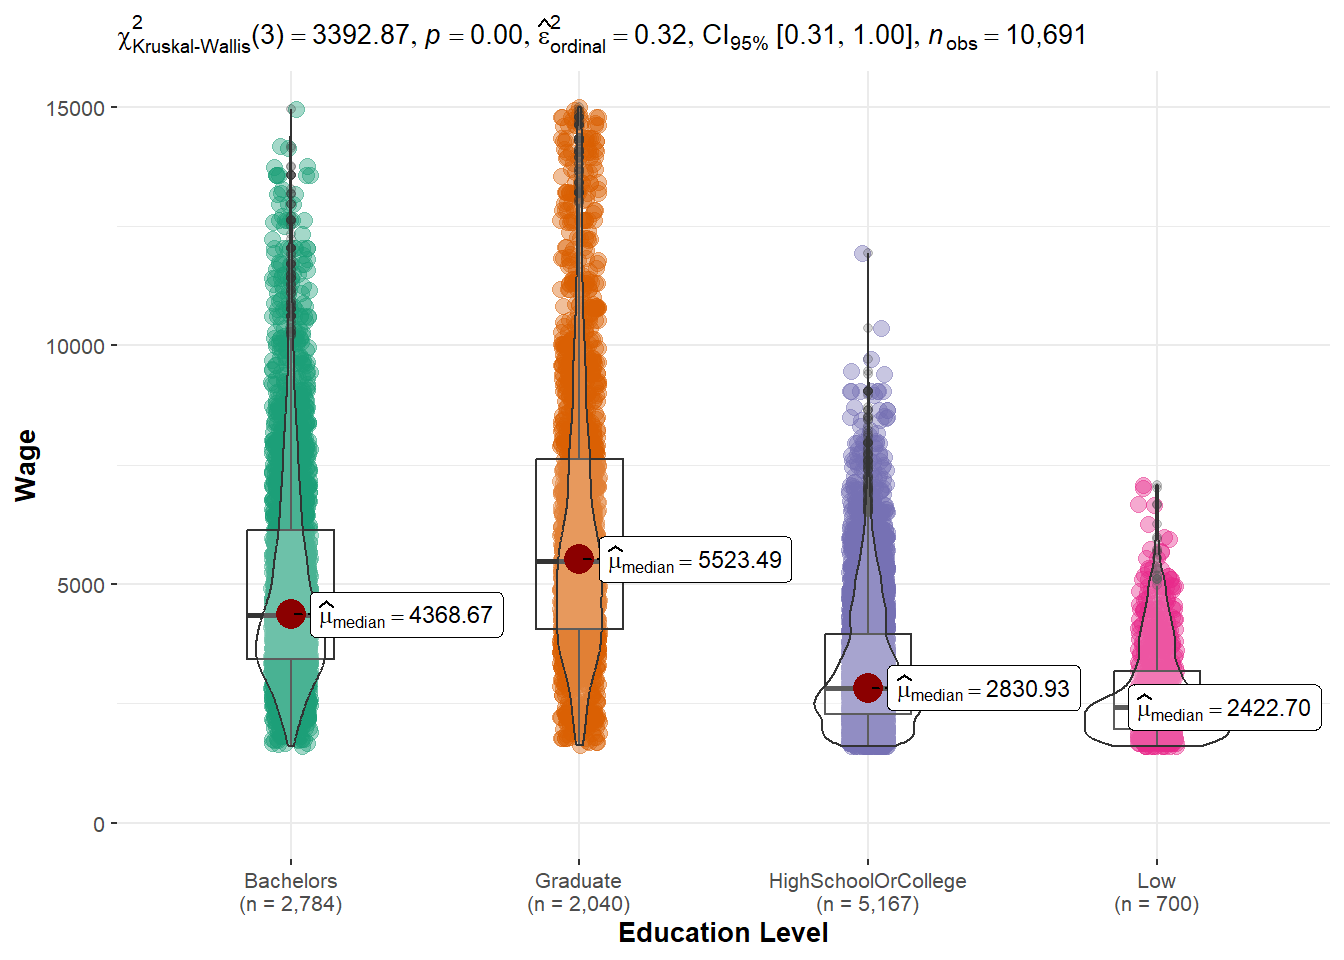 χ²Kruskal-Wallis(3) = 3392.87, p = 0.00, ε̂²ordinal = 0.32, CI95% [0.31, 1.00], nobs = 10,691
15000
10000
5000
0
Wage
μ̂median = 4368.67
μ̂median = 5523.49
μ̂median = 2830.93
μ̂median = 2422.70
Bachelors
(n = 2,784)
Graduate
(n = 2,040)
HighSchoolOrCollege
(n = 5,167)
Low
(n = 700)
Education Level